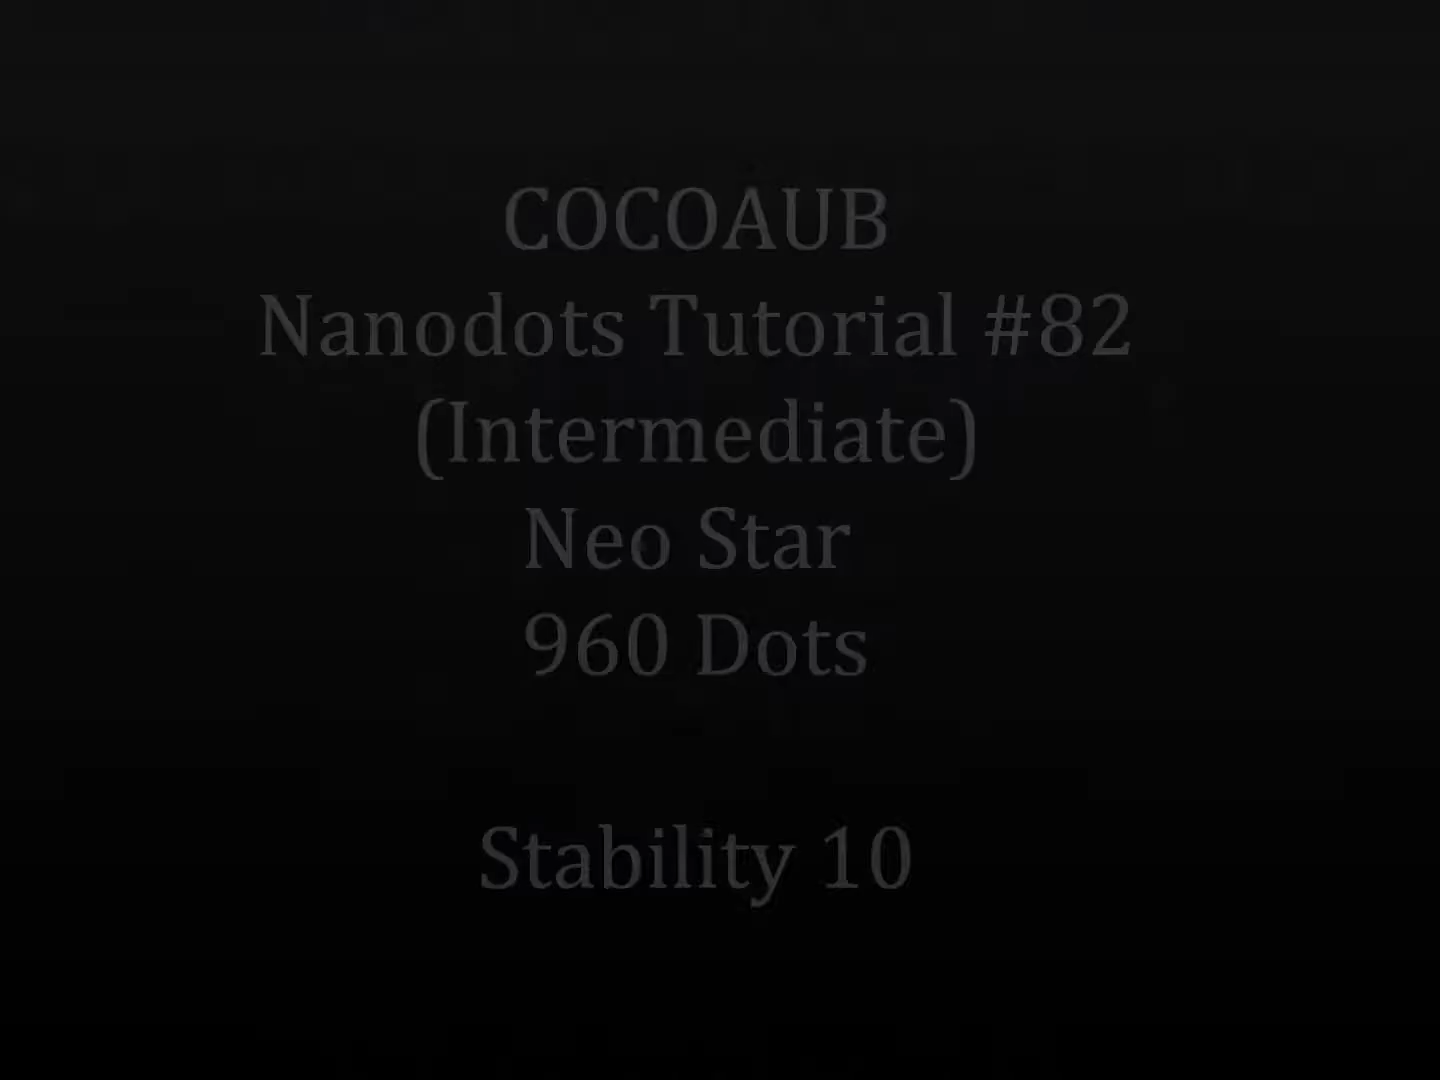 COCOAUB
Nanodots Tutorial #82
(Intermediate)
Neo Star
960 Dots
Stability 10